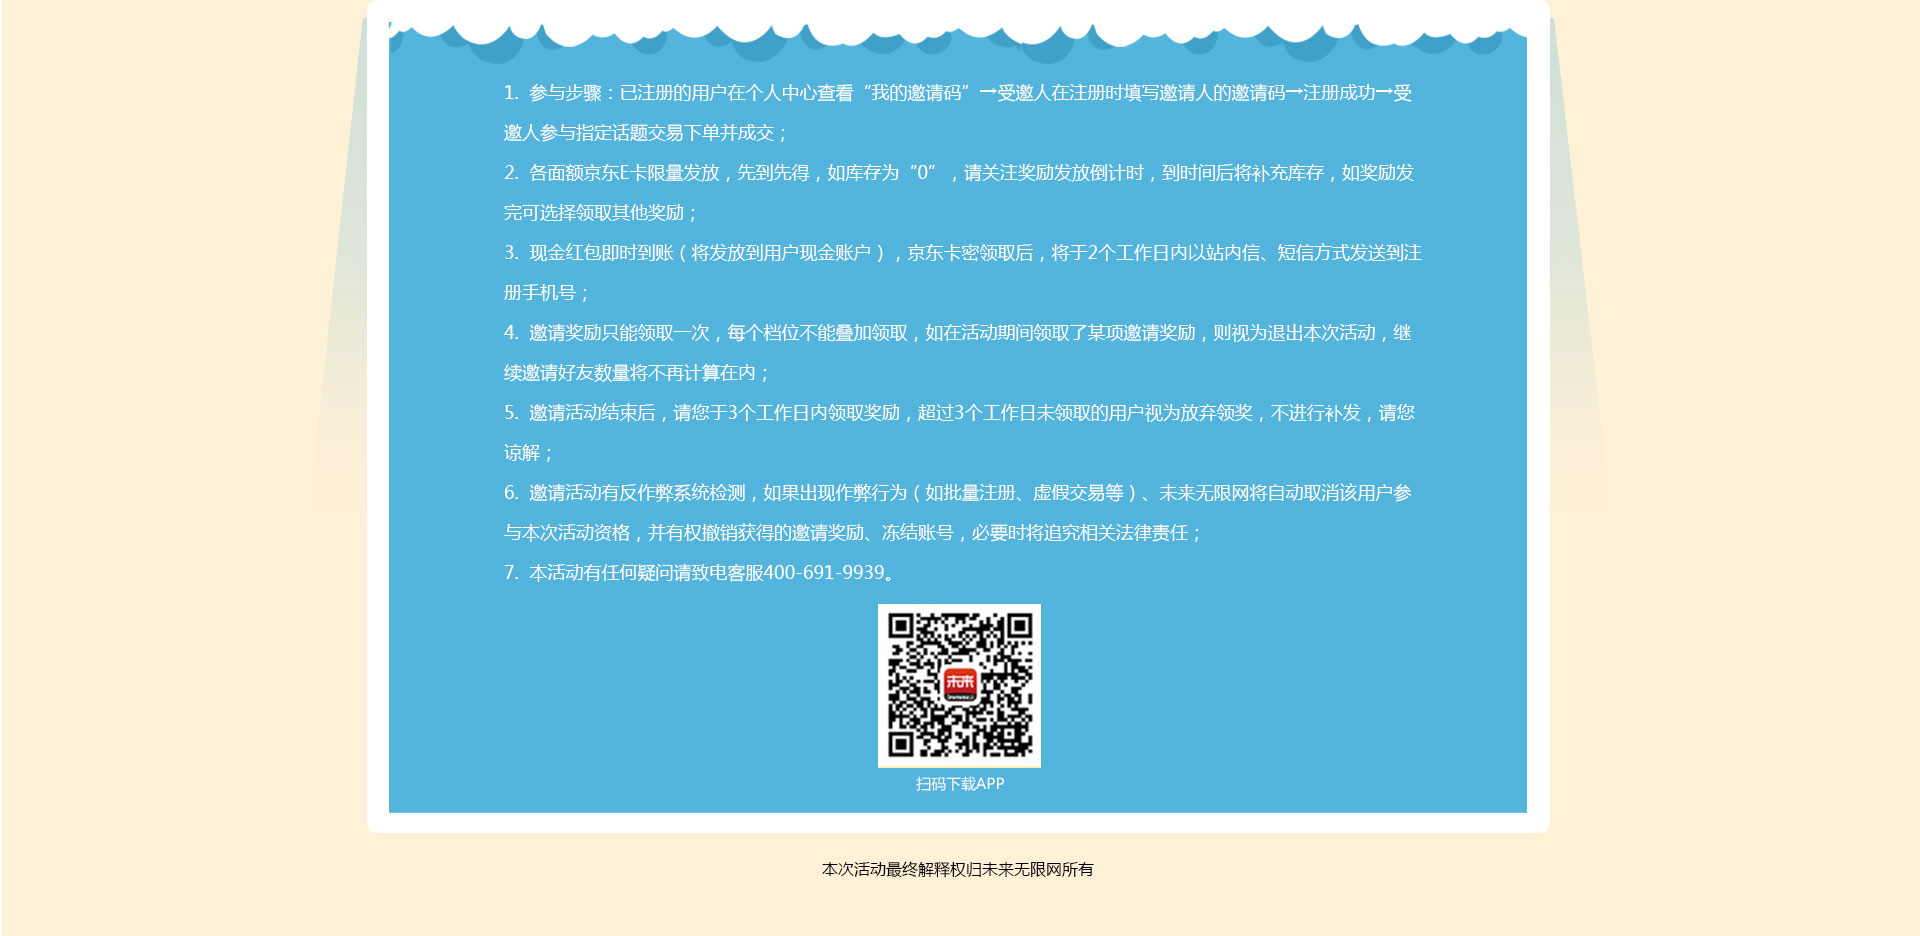 1. 参与步骤：已注册的用户在个人中心查看“我的邀请码”→受邀人在注册时填写邀请人的邀请码→注册成功→受
邀人参与指定话题交易下单并成交；
2. 各面额京东E卡限量发放，先到先得，如库存为“0”，请关注奖励发放倒计时，到时间后将补充库存，如奖励发
完可选择领取其他奖励；
3. 现金红包即时到账（将发放到用户现金账户），京东卡密领取后，将于2个工作日内以站内信、短信方式发送到注
册手机号；
4. 邀请奖励只能领取一次，每个档位不能叠加领取，如在活动期间领取了某项邀请奖励，则视为退出本次活动，继
续邀请好友数量将不再计算在内；
5. 邀请活动结束后，请您于3个工作日内领取奖励，超过3个工作日未领取的用户视为放弃领奖，不进行补发，请您
谅解；
6. 邀请活动有反作弊系统检测，如果出现作弊行为（如批量注册、虚假交易等）、未来无限网将自动取消该用户参
与本次活动资格，并有权撤销获得的邀请奖励、冻结账号，必要时将追究相关法律责任；
7. 本活动有任何疑问请致电客服400-691-9939。
未来
扫码下载APP
本次活动最终解释权归未来无限网所有